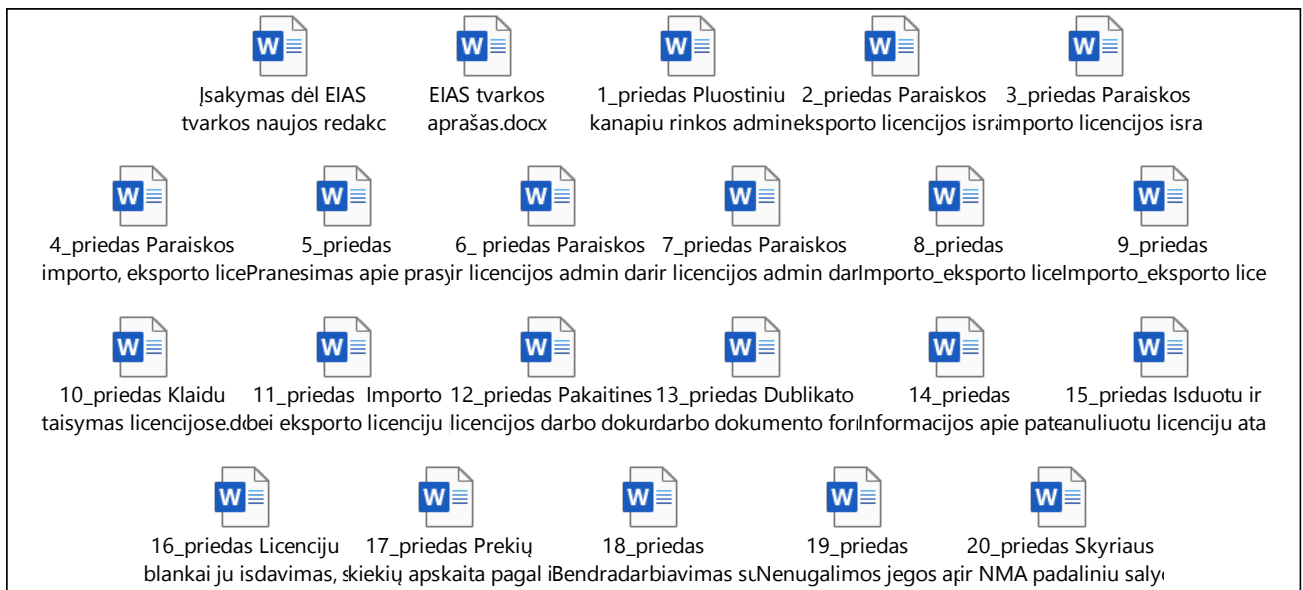 Įsakymas dėl EIAS EIAS tvarkos 1_priedas Pluostiniu 2_priedas Paraiskos 3_priedas Paraiskos
tvarkos naujos redakc aprašas.docx kanapiu rinkos admin eksporto licencijos isra importo licencijos isra
4_priedas Paraiskos 5_priedas 6_ priedas Paraiskos 7_priedas Paraiskos 8_priedas 9_priedas
importo, eksporto lice Pranesimas apie prasy ir licencijos admin dar ir licencijos admin dar Importo_eksporto lice Importo_eksporto lice
10_priedas Klaidu 11_priedas Importo 12_priedas Pakaitines 13_priedas Dublikato 14_priedas 15_priedas Isduotu ir
taisymas licencijose.d bei eksporto licenciju licencijos darbo doku darbo dokumento for Informacijos apie pate anuliuotu licenciju ata
16_priedas Licenciju 17_priedas Prekių 18_priedas 19_priedas 20_priedas Skyriaus
blankai ju isdavimas, s kiekių apskaita pagal i Bendradarbiavimas su Nenugalimos jegos ap ir NMA padaliniu salyc